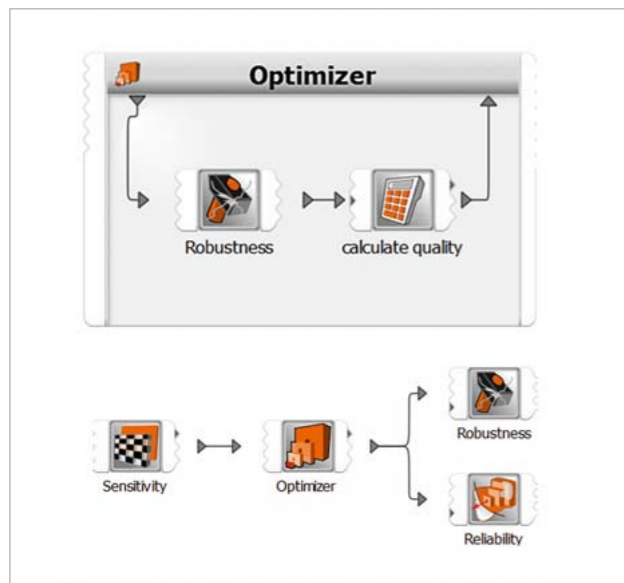 Optimizer
Robustness
calculate quality
Robustness
Sensitivity
Optimizer
Reliability